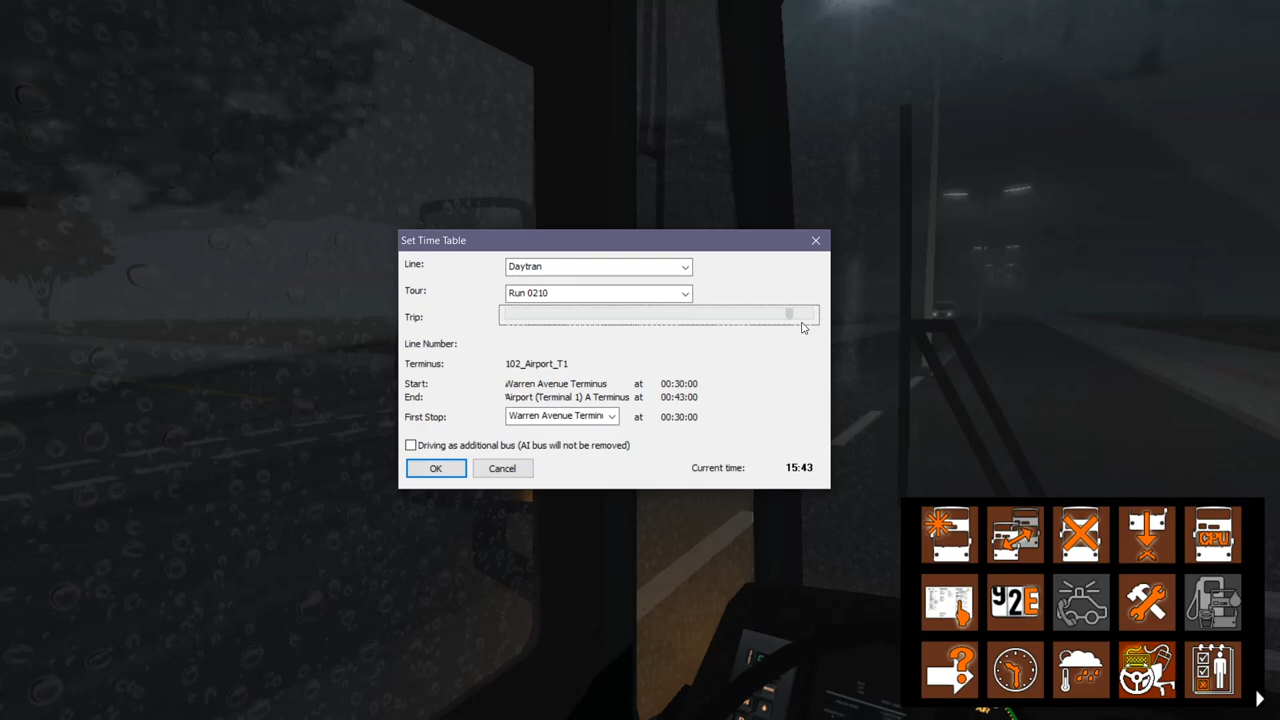 Set Time Table
Line: Daytran
Tour: Run 0210
Trip:
Line Number:
Terminus: 102_Airport_T1
Start: Warren Avenue Terminus at 00:30:00
End: Airport (Terminal 1) A Terminus at 00:43:00
First Stop: Warren Avenue Termin at 00:30:00
Driving as additional bus (AI bus will not be removed)
OK Cancel Current time: 15:43
CPU
92E
?